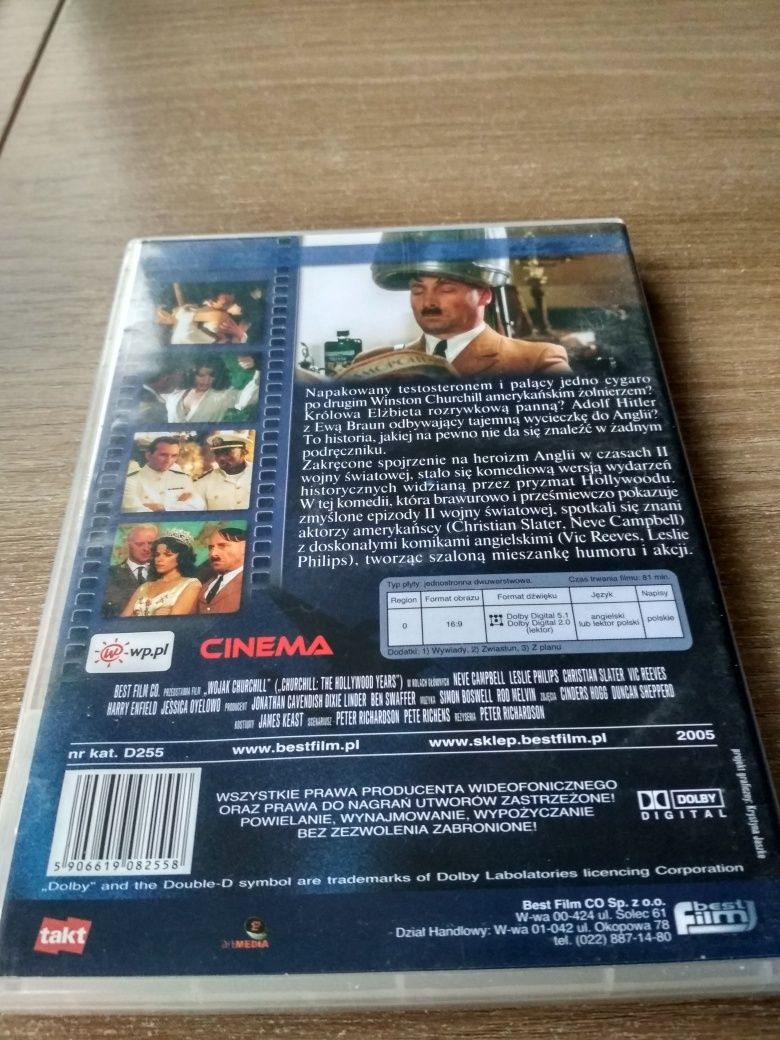 Napakowany testosteronem i palący jedno cygaro
po drugim Winston Churchill amerykańskim żołnierzem?
Królowa Elżbieta rozrywkową panną? Adolf Hitler
z Ewą Braun odbywający tajemną wycieczkę do Anglii?
To historia, jakiej na pewno nie da się znaleźć w żadnym
podręczniku.
Zakręcone spojrzenie na heroizm Anglii w czasach II
wojny światowej, stało się komediową wersją wydarzeń
historycznych widzianą przez pryzmat Hollywoodu.
W tej komedii, która brawurowo i prześmiewczo pokazuje
zmyślone epizody II wojny światowej, spotkali się znani
aktorzy amerykańscy (Christian Slater, Neve Campbell)
z doskonałymi komikami angielskimi (Vic Reeves, Leslie
Philips), tworząc szaloną mieszankę humoru i akcji.
Typ płyty: jednostronna dwuwarstwowa. Czas trwania filmu: 81 min.
Region Format obrazu Format dźwięku Język Napisy
0 16:9 Dolby Digital 5.1 angielski polskie
Dolby Digital 2.0 lub lektor polski
(lektor)
Dodatki: 1) Wywiady, 2) Zwiastun, 3) Z planu
wp.pl CINEMA
BEST FILM CO. PRZEDSTAWIA FILM „WOJAK CHURCHILL" („CHURCHILL: THE HOLLYWOOD YEARS") W ROLACH GŁÓWNYCH NEVE CAMPBELL LESLIE PHILIPS CHRISTIAN SLATER VIC REEVES
HARRY ENFIELD JESSICA OYELOWO PRODUCENT JONATHAN CAVENDISH DIXIE LINDER BEN SWAFFER MUZYKA SIMON BOSWELL ROD MELVIN ZDJĘCIA CINDERS HOGG DUNCAN SHEPPERD
KOSTIUMY JAMES KEAST SCENARIUSZ PETER RICHARDSON PETE RICHENS REŻYSERIA PETER RICHARDSON
nr kat. D255 www.bestfilm.pl www.sklep.bestfilm.pl 2005
WSZYSTKIE PRAWA PRODUCENTA WIDEOFONICZNEGO
ORAZ PRAWA DO NAGRAŃ UTWORÓW ZASTRZEŻONE!
POWIELANIE, WYNAJMOWANIE, WYPOŻYCZANIE
BEZ ZEZWOLENIA ZABRONIONE!
DOLBY
DIGITAL
projekt graficzny:
5 906619 082558
„Dolby" and the Double-D symbol are trademarks of Dolby Labolatories licencing Corporation
takt
MEDIA
Best Film CO Sp. z o.o.
W-wa 00-424 ul. Solec 61
Dział Handlowy: W-wa 01-042 ul. Okopowa 78
tel. (022) 887-14-80
best
film